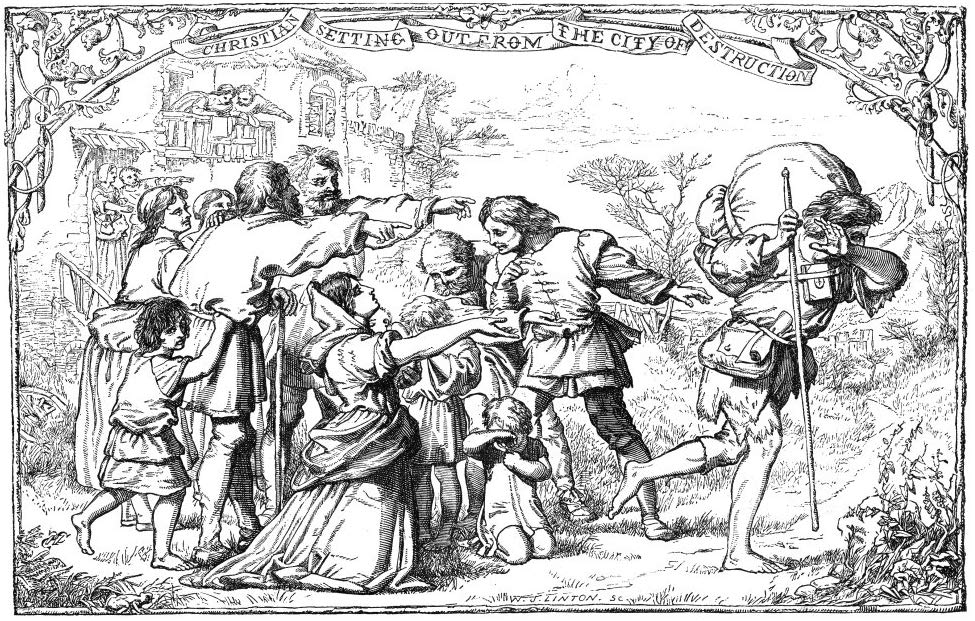 CHRISTIAN SETTING OUT FROM THE CITY OF DESTRUCTION
W. J. LINTON. SC.